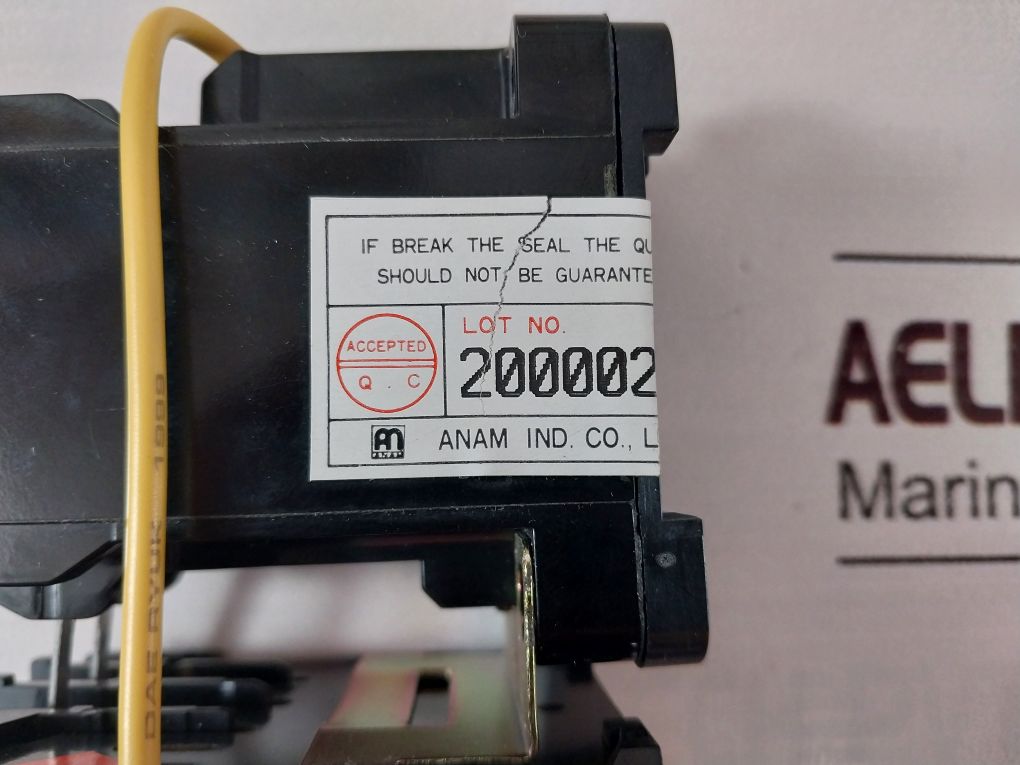 IF BREAK THE SEAL THE QU
SHOULD NOT BE GUARANTE
ACCEPTED
Q . C
LOT NO.
200002
ANAM IND. CO., L
DAE RYUK 1999
AEL
Marin